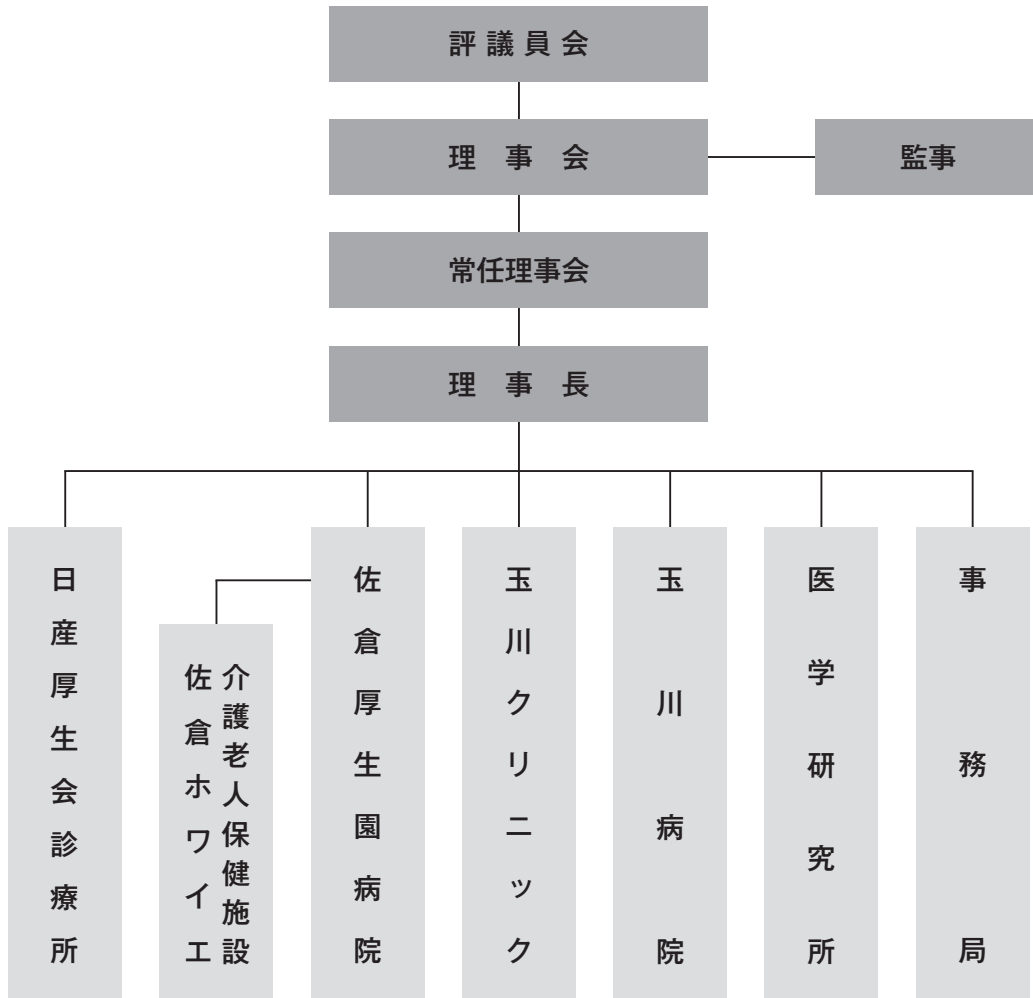 評議員会
理事会
監事
常任理事会
理事長
事務局
医学研究所
玉川病院
玉川クリニック
佐倉厚生園病院
介護老人保健施設
佐倉ホワイエ
日産厚生会診療所